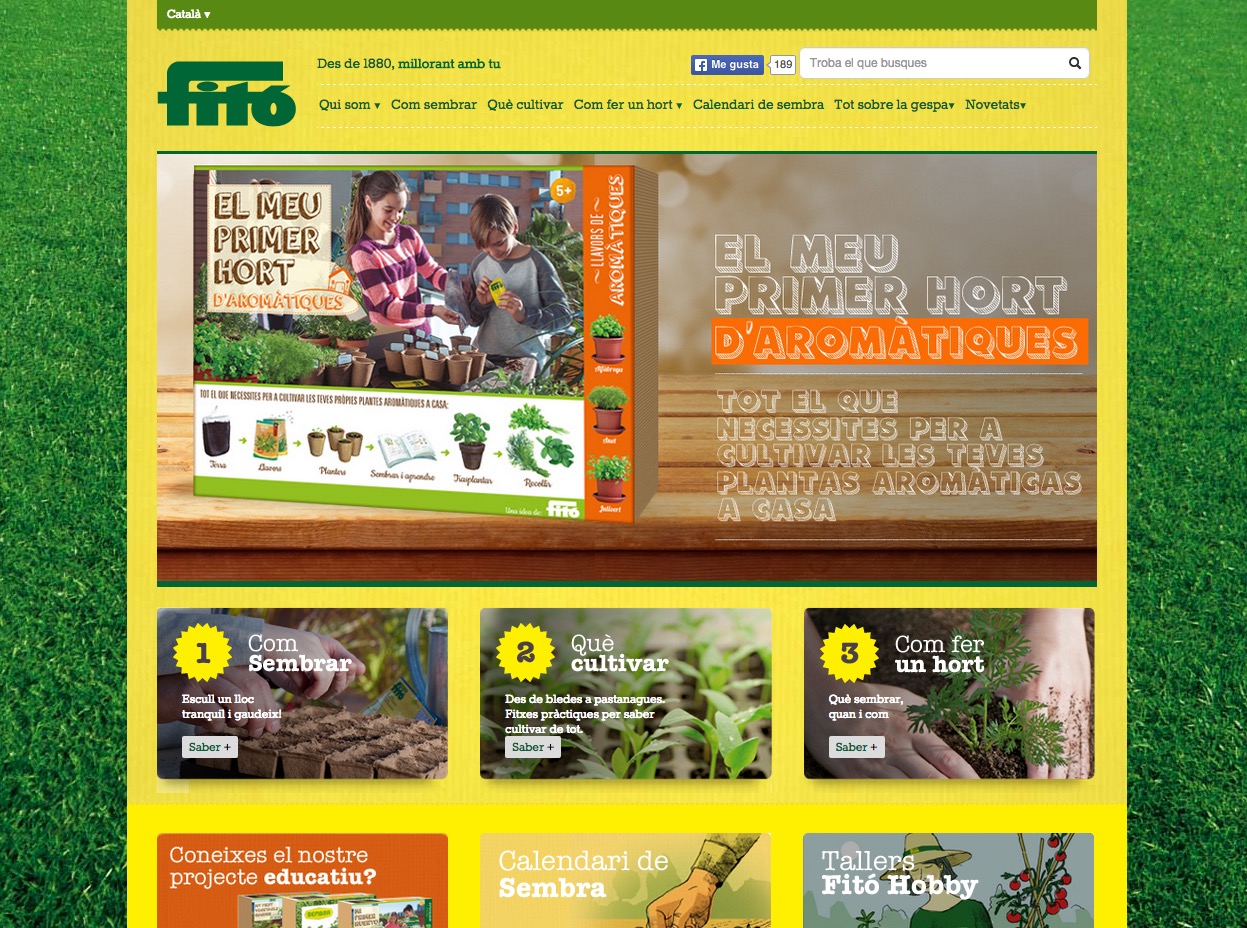 Català ▾
Des de 1880, millorant amb tu
Me gusta
189
Troba el que busques
fitó
Qui som ▾ Com sembrar Què cultivar Com fer un hort ▾ Calendari de sembra Tot sobre la gespa▾ Novetats▾
EL MEU
PRIMER
HORT
D'AROMÀTIQUES
5+
~ LLAVORS DE ~
AROMÀTIQUES
Alfàbrega
Anet
Julivert
TOT EL QUE NECESSITES PER A CULTIVAR LES TEVES PRÒPIES PLANTES AROMÀTIQUES A CASA:
Terra
Llavors
Planters
Sembrar i aprendre
Trasplantar
Recollir
Una idea de: fitó
EL MEU
PRIMER HORT
D'AROMÀTIQUES
TOT EL QUE
NECESSITES PER A
CULTIVAR LES TEVES
PLANTAS AROMÀTICAS
A CASA
1
Com
Sembrar
Escull un lloc
tranquil i gaudeix!
Saber +
2
Què
cultivar
Des de bledes a pastanagues.
Fitxes pràctiques per saber
cultivar de tot.
Saber +
3
Com fer
un hort
Què sembrar,
quan i com
Saber +
Coneixes el nostre
projecte educatiu?
SEMBRA
Calendari de
Sembra
Tallers
Fitó Hobby